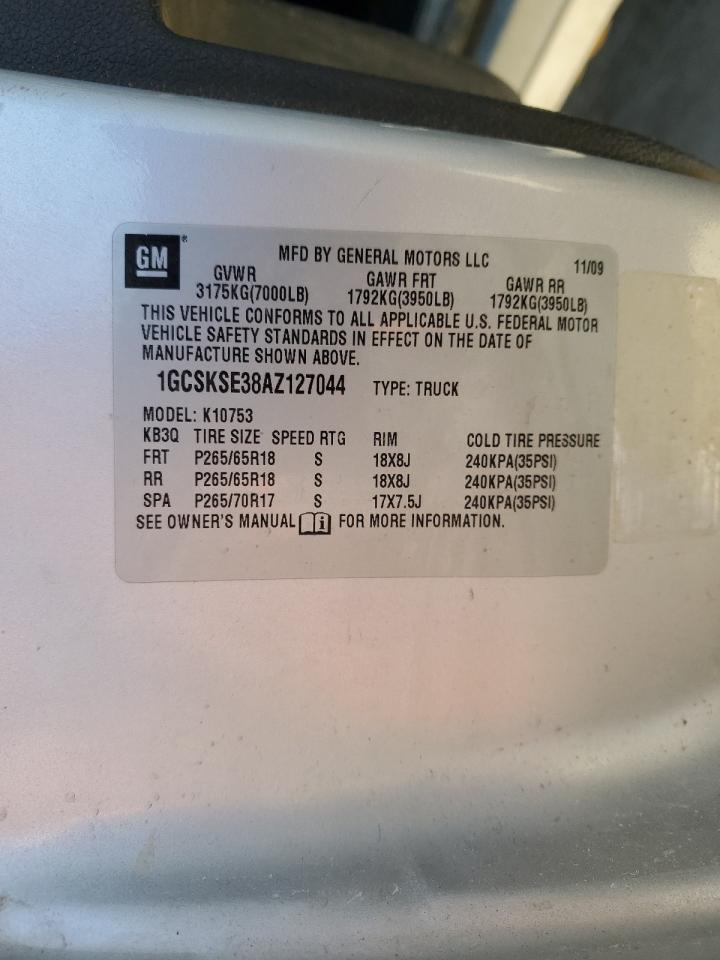 GM ®
MFD BY GENERAL MOTORS LLC 11/09
GVWR GAWR FRT GAWR RR
3175KG(7000LB) 1792KG(3950LB) 1792KG(3950LB)
THIS VEHICLE CONFORMS TO ALL APPLICABLE U.S. FEDERAL MOTOR
VEHICLE SAFETY STANDARDS IN EFFECT ON THE DATE OF
MANUFACTURE SHOWN ABOVE.
1GCSKSE38AZ127044 TYPE: TRUCK
MODEL: K10753
KB3Q TIRE SIZE SPEED RTG RIM COLD TIRE PRESSURE
FRT P265/65R18 S 18X8J 240KPA(35PSI)
RR P265/65R18 S 18X8J 240KPA(35PSI)
SPA P265/70R17 S 17X7.5J 240KPA(35PSI)
SEE OWNER'S MANUAL i FOR MORE INFORMATION.